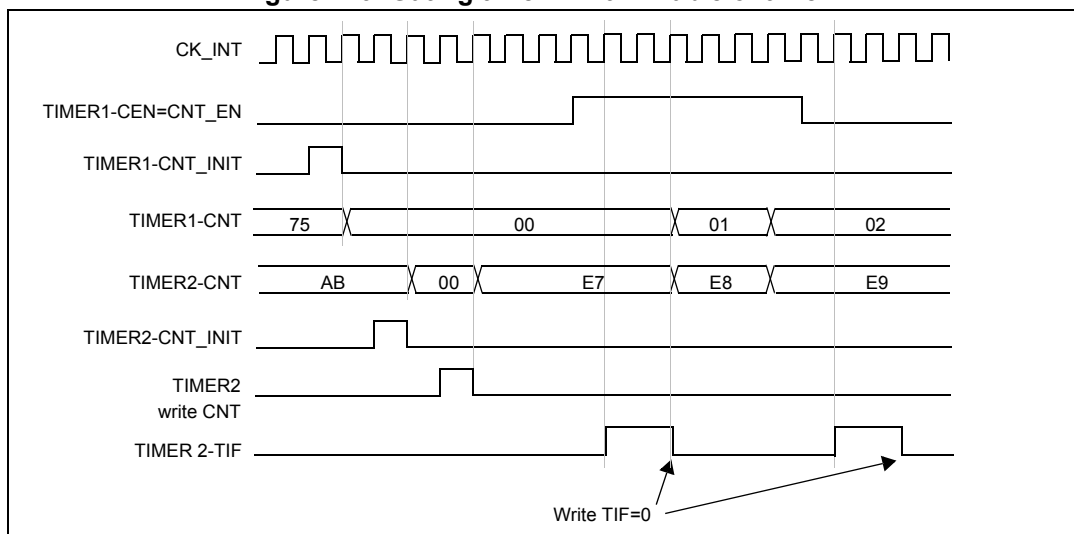 CK_INT
TIMER1-CEN=CNT_EN
TIMER1-CNT_INIT
TIMER1-CNT 75 00 01 02
TIMER2-CNT AB 00 E7 E8 E9
TIMER2-CNT_INIT
TIMER2
write CNT
TIMER 2-TIF
Write TIF=0